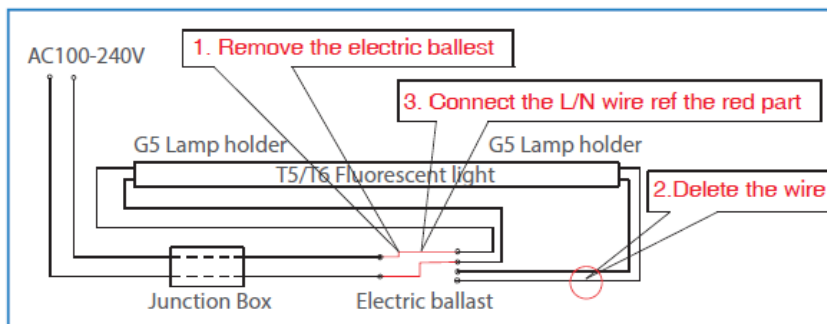 1. Remove the electric ballest
AC100-240V
3. Connect the L/N wire ref the red part
G5 Lamp holder
G5 Lamp holder
T5/T6 Fluorescent light
2.Delete the wire
Junction Box
Electric ballast